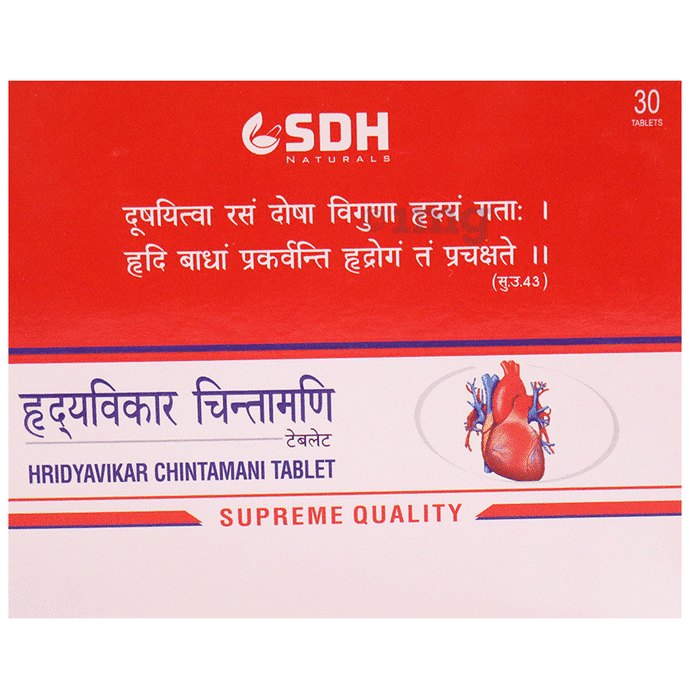 SDH
NATURALS
30
TABLETS
दूषयित्वा रसं दोषा विगुणा हृदयं गताः ।
हृदि बाधां प्रकर्वन्ति हृद्रोगं तं प्रचक्षते ।।
(सु.उ.43)
हृद्यविकार चिन्तामणि
टेबलेट
HRIDYAVIKAR CHINTAMANI TABLET
SUPREME QUALITY